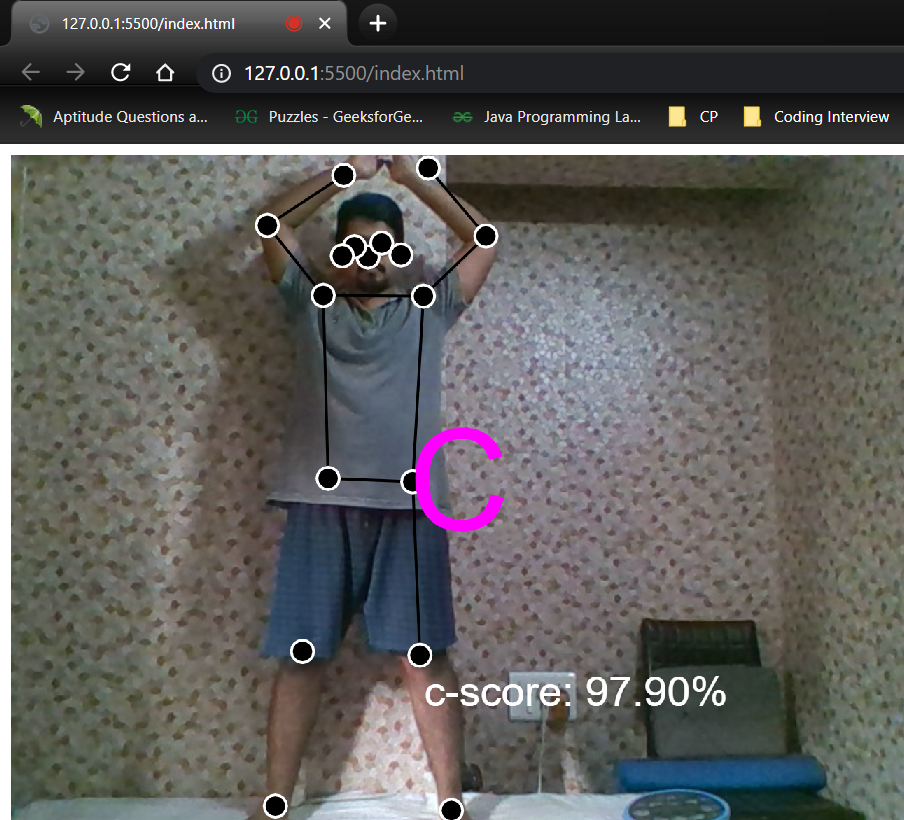 127.0.0.1:5500/index.html
127.0.0.1:5500/index.html
Aptitude Questions a... Puzzles - GeeksforGe... Java Programming La... CP Coding Interview
C
c-score: 97.90%